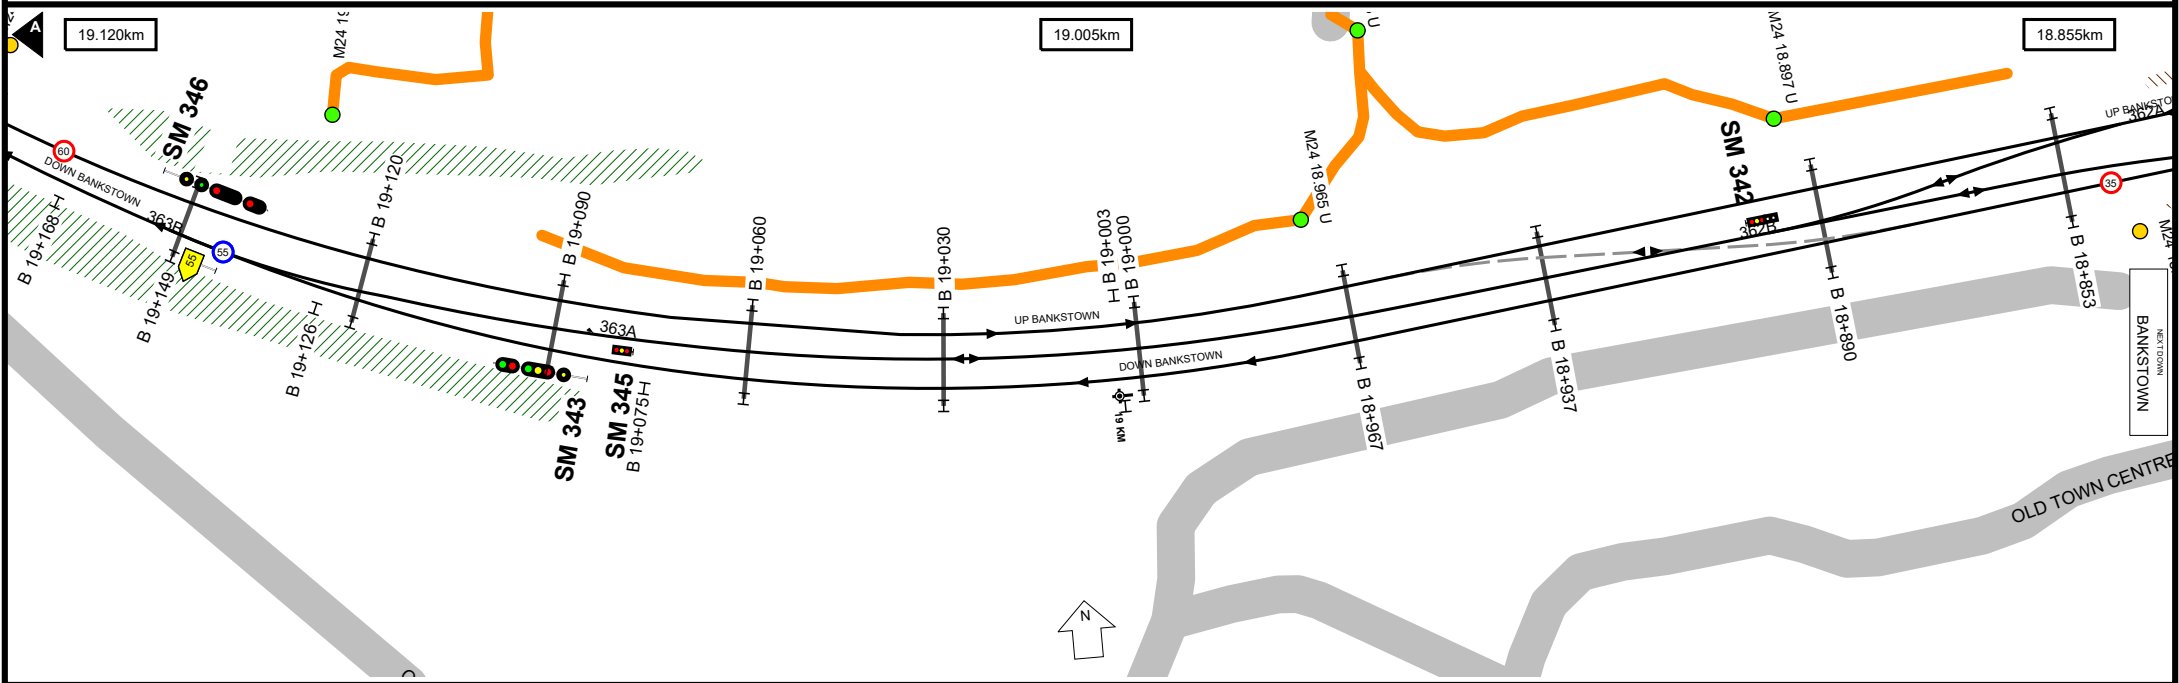 A
19.120km
19.005km
18.855km
M24 19
U
M24 18.897 U
SM 346
60
DOWN BANKSTOWN
363B
55
55
B 19+168
B 19+149
B 19+126
B 19+120
B 19+090
363A
SM 343
SM 345
B 19+075
B 19+060
B 19+030
UP BANKSTOWN
DOWN BANKSTOWN
B 19+003
B 19+000
19 KM
M24 18.965 U
B 18+967
B 18+937
SM 342
362B
B 18+890
UP BANKSTO
362A
35
B 18+853
M24
NEXT DOWN
BANKSTOWN
OLD TOWN CENTRE
N